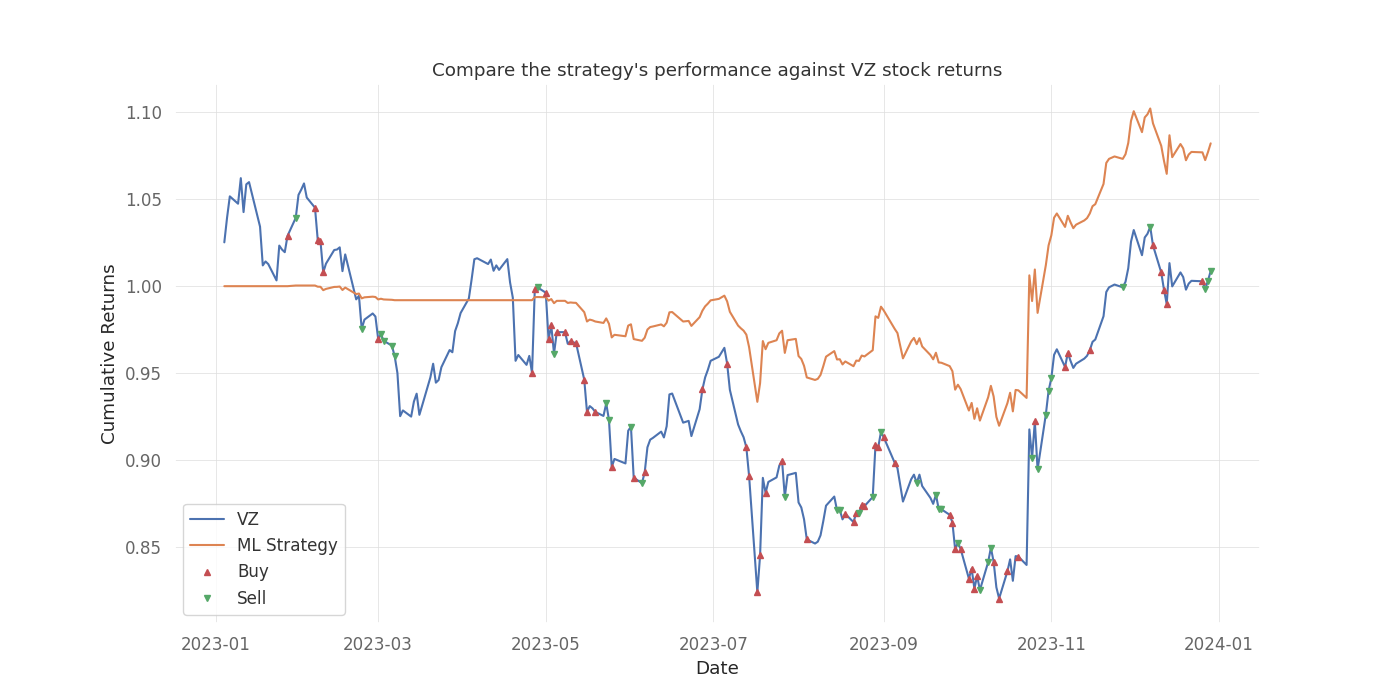 Compare the strategy's performance against VZ stock returns
Cumulative Returns
1.10
1.05
1.00
0.95
0.90
0.85
VZ
ML Strategy
Buy
Sell
2023-01 2023-03 2023-05 2023-07 2023-09 2023-11 2024-01
Date